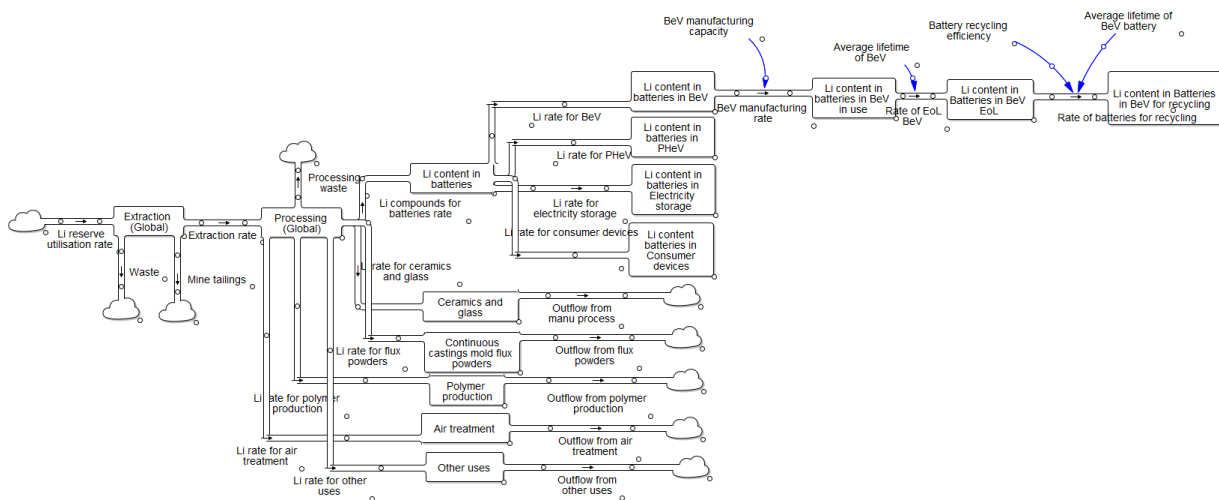 BeV manufacturing
capacity
Average lifetime
of BeV
Battery recycling
efficiency
Average lifetime of
BeV battery
Li content in
batteries in BeV
BeV manufacturing
rate
Li content in
batteries in BeV
in use
Rate of EoL
BeV
Li content in
Batteries in BeV
EoL
Li content in Batteries
in BeV for recycling
Rate of batteries for recycling
Li rate for BeV
Li content in
batteries in
PHeV
Li rate for PHeV
Processing
waste
Li content in
batteries
Li content in
batteries in
Electricity
storage
Li rate for
electricity storage
Li compounds for
batteries rate
Extraction
(Global)
Processing
(Global)
Li reserve
utilisation rate
Extraction rate
Li rate for consumer devices
Li content
batteries in
Consumer
devices
Waste
Mine tailings
Li rate for ceramics
and glass
Ceramics and
glass
Outflow from
manu process
Li rate for flux
powders
Continuous
castings mold flux
powders
Outflow from flux
powders
Li rate for polymer
production
Polymer
production
Outflow from polymer
production
Li rate for air
treatment
Air treatment
Outflow from air
treatment
Li rate for other
uses
Other uses
Outflow from
other uses